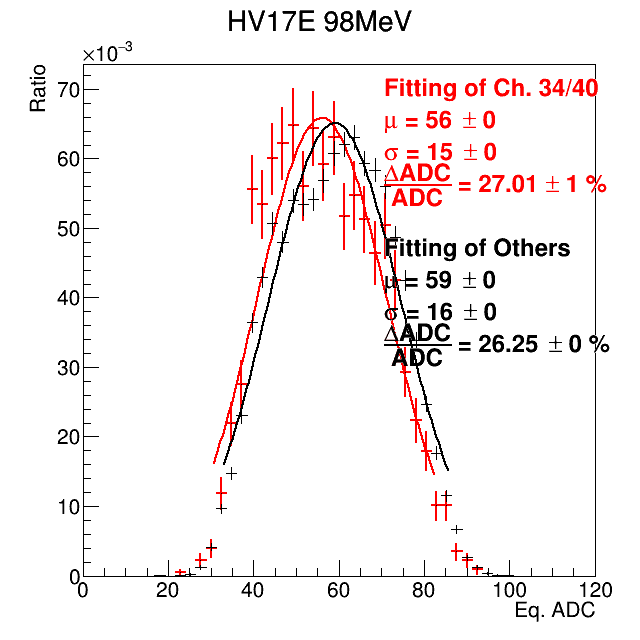 HV17E 98MeV
×10⁻³
Ratio
70
60
50
40
30
20
10
0
0 20 40 60 80 100 120
Eq. ADC
Fitting of Ch. 34/40
μ = 56 ± 0
σ = 15 ± 0
ΔADC
ADC = 27.01 ± 1 %
Fitting of Others
μ = 59 ± 0
σ = 16 ± 0
ΔADC
ADC = 26.25 ± 0 %